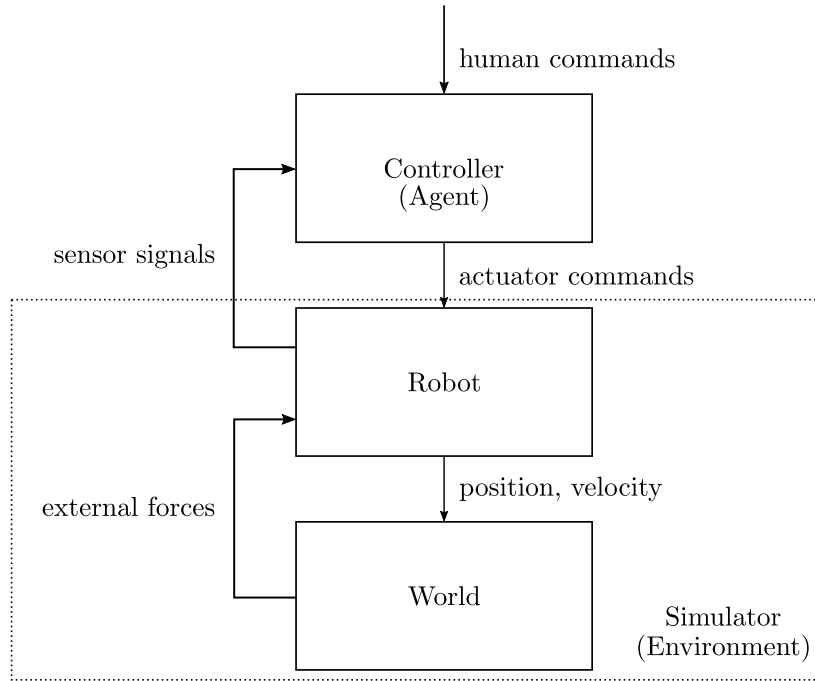 human commands
Controller
(Agent)
sensor signals
actuator commands
Robot
position, velocity
external forces
World
Simulator
(Environment)